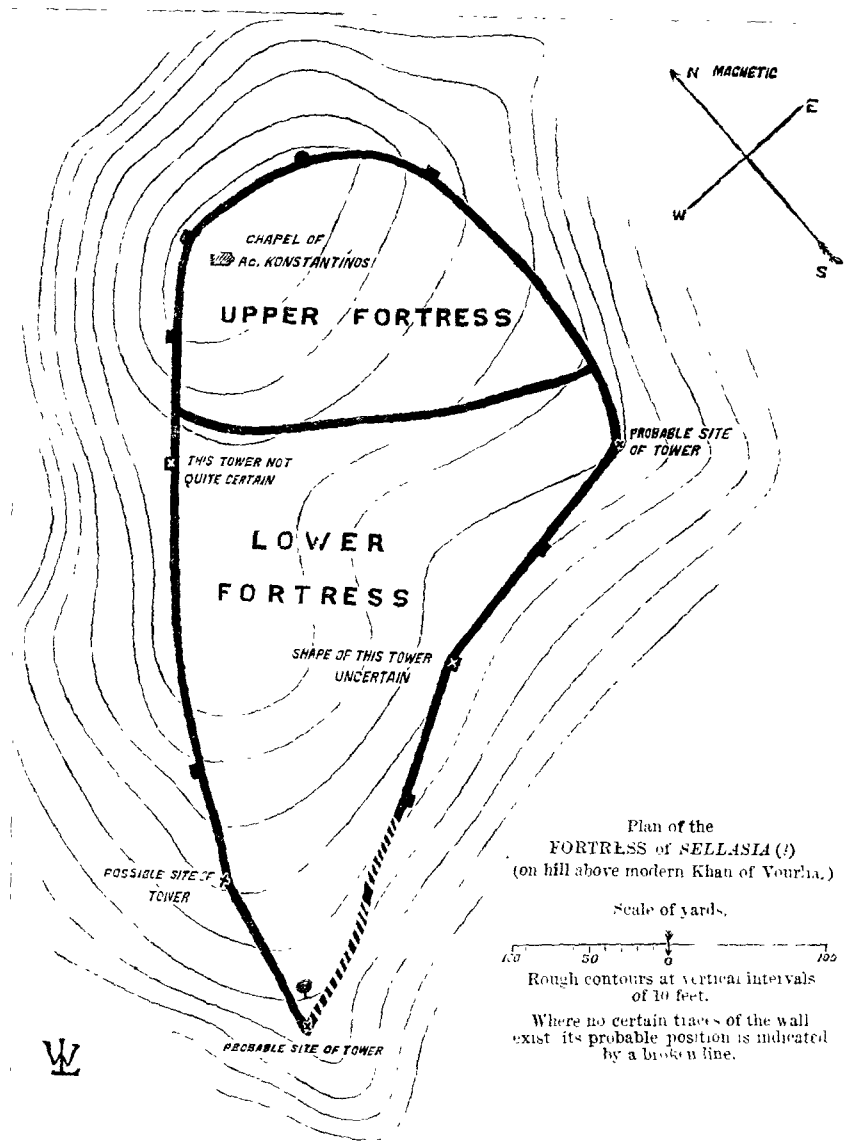 N MAGNETIC
E
W
S
CHAPEL OF
AG. KONSTANTINOS
UPPER FORTRESS
PROBABLE SITE
OF TOWER
THIS TOWER NOT
QUITE CERTAIN
LOWER
FORTRESS
SHAPE OF THIS TOWER
UNCERTAIN
POSSIBLE SITE OF
TOWER
PROBABLE SITE OF TOWER
Plan of the
FORTRESS of SELLASIA (?)
(on hill above modern Khan of Vourlia.)
Scale of yards.
100 50 0 100
Rough contours at vertical intervals
of 10 feet.
Where no certain traces of the wall
exist its probable position is indicated
by a broken line.